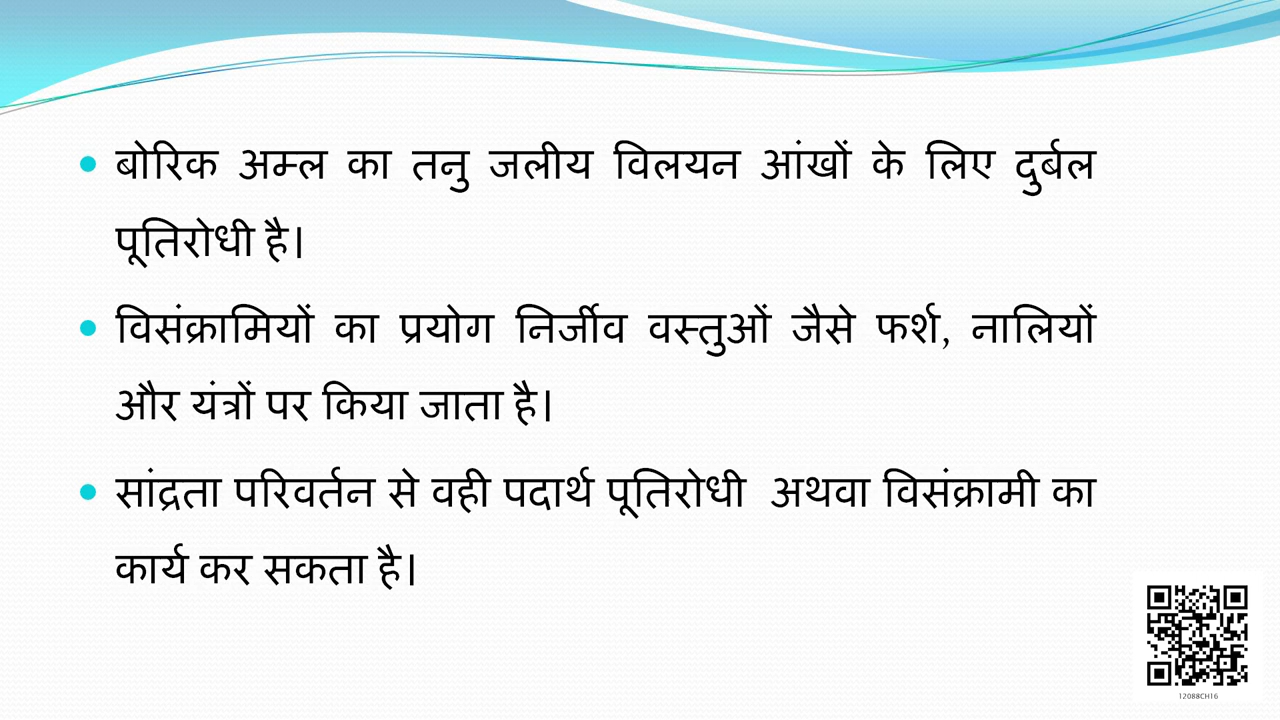 बोरिक अम्ल का तनु जलीय विलयन आंखों के लिए दुर्बल
पूतिरोधी है।
विसंक्रामियों का प्रयोग निर्जीव वस्तुओं जैसे फर्श, नालियों
और यंत्रों पर किया जाता है।
सांद्रता परिवर्तन से वही पदार्थ पूतिरोधी अथवा विसंक्रामी का
कार्य कर सकता है।
12088CH16